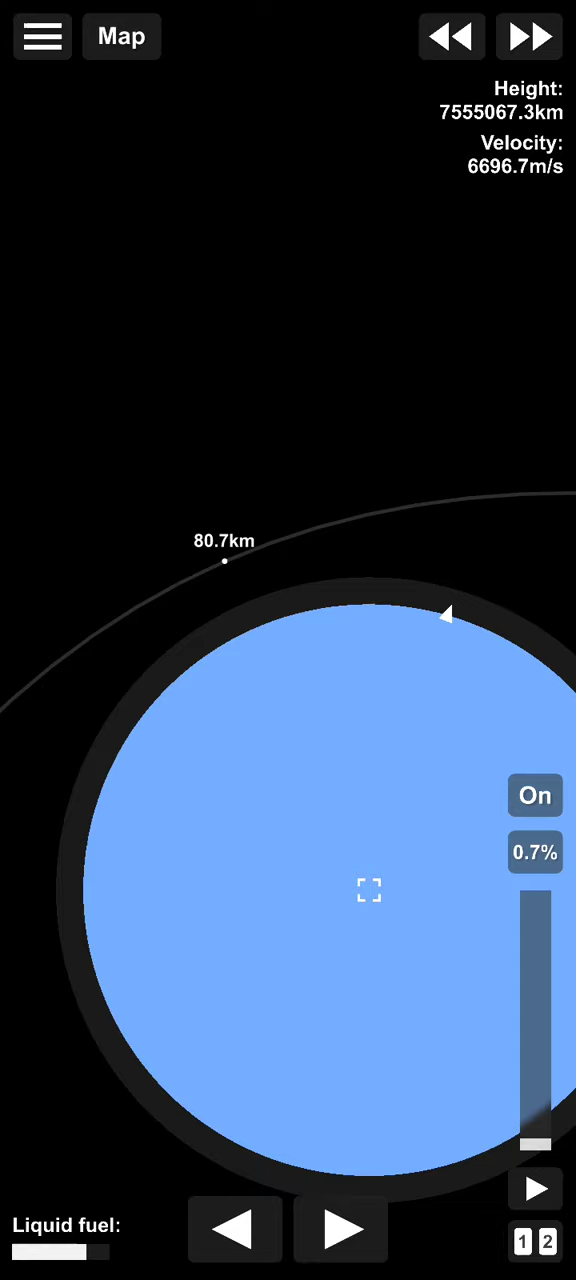 Map
Height:
7555067.3km
Velocity:
6696.7m/s
80.7km
On
0.7%
Liquid fuel:
1 2